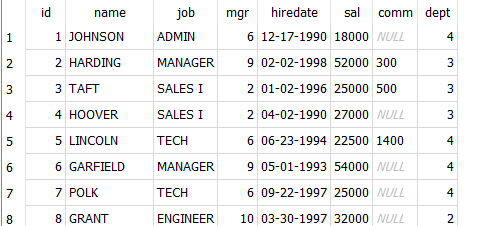 id name job mgr hiredate sal comm dept
1 1 JOHNSON ADMIN 6 12-17-1990 18000 NULL 4
2 2 HARDING MANAGER 9 02-02-1998 52000 300 3
3 3 TAFT SALES I 2 01-02-1996 25000 500 3
4 4 HOOVER SALES I 2 04-02-1990 27000 NULL 3
5 5 LINCOLN TECH 6 06-23-1994 22500 1400 4
6 6 GARFIELD MANAGER 9 05-01-1993 54000 NULL 4
7 7 POLK TECH 6 09-22-1997 25000 NULL 4
8 8 GRANT ENGINEER 10 03-30-1997 32000 NULL 2